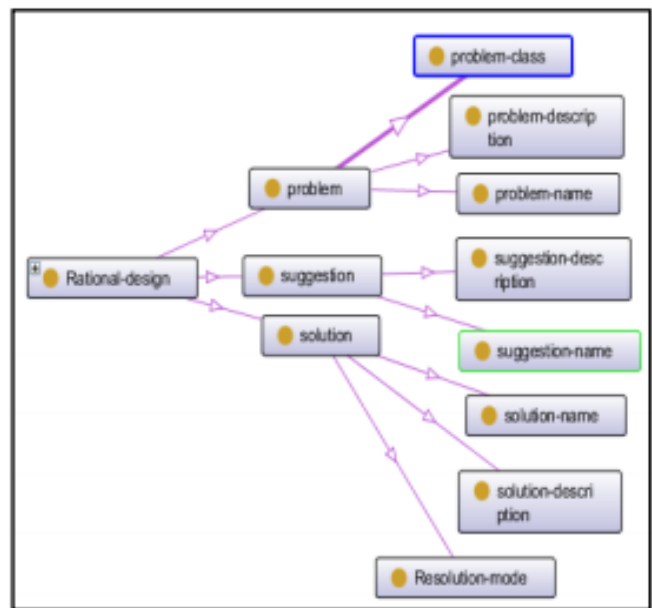 problem-class
problem-descrip
tion
problem
problem-name
Rational-design
suggestion
suggestion-desc
ription
solution
suggestion-name
solution-name
solution-descri
ption
Resolution-mode